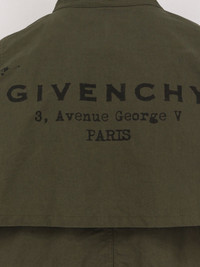 GIVENCHY
3, Avenue George V
PARIS